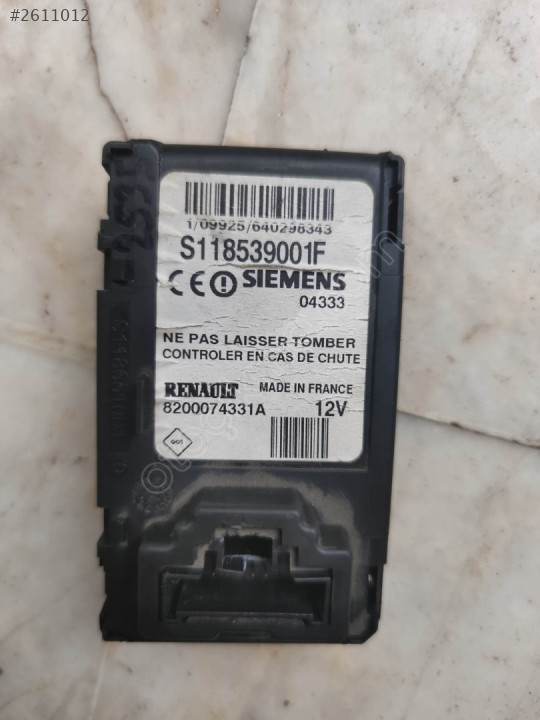 #2611012
1/09925/640298343
S118539001F
CE SIEMENS
04333
NE PAS LAISSER TOMBER
CONTROLER EN CAS DE CHUTE
RENAULT MADE IN FRANCE
8200074331A 12V